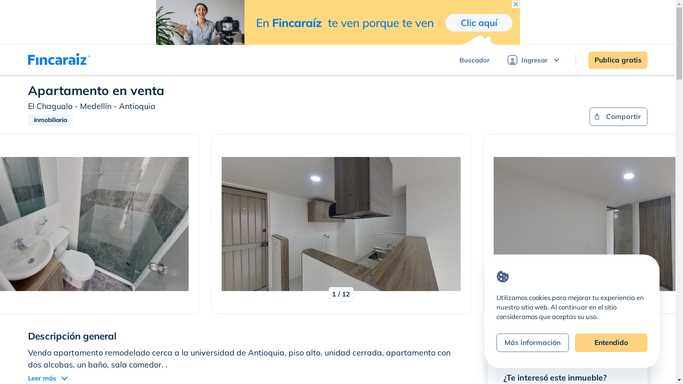 En Fincaraíz te ven porque te ven
Clic aquí
Fincaraiz
Buscador
Ingresar
Publica gratis
Apartamento en venta
El Chagualo - Medellín - Antioquia
Inmobiliaria
Compartir
1 / 12
Utilizamos cookies para mejorar tu experiencia en
nuestro sitio web. Al continuar en el sitio
consideramos que aceptas su uso.
Más información
Entendido
Descripción general
Vendo apartamento remodelado cerca a la universidad de Antioquia, piso alto, unidad cerrada, apartamento con
dos alcobas, un baño, sala comedor. .
Leer más
¿Te interesó este inmueble?